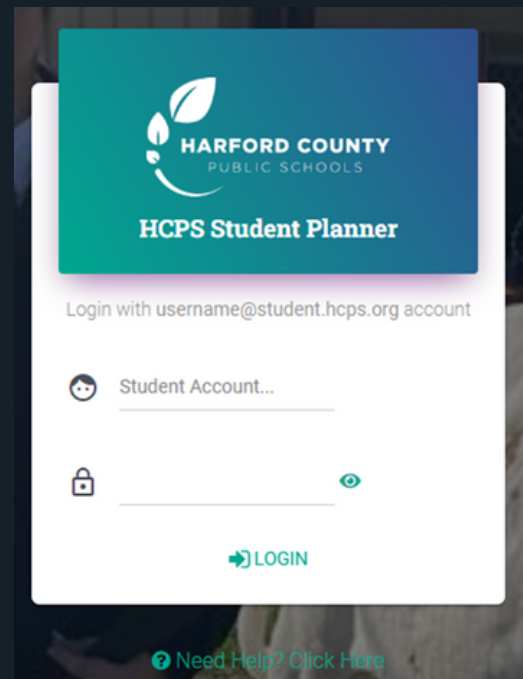 HARFORD COUNTY
PUBLIC SCHOOLS
HCPS Student Planner
Login with username@student.hcps.org account
Student Account...
LOGIN
Need Help? Click Here